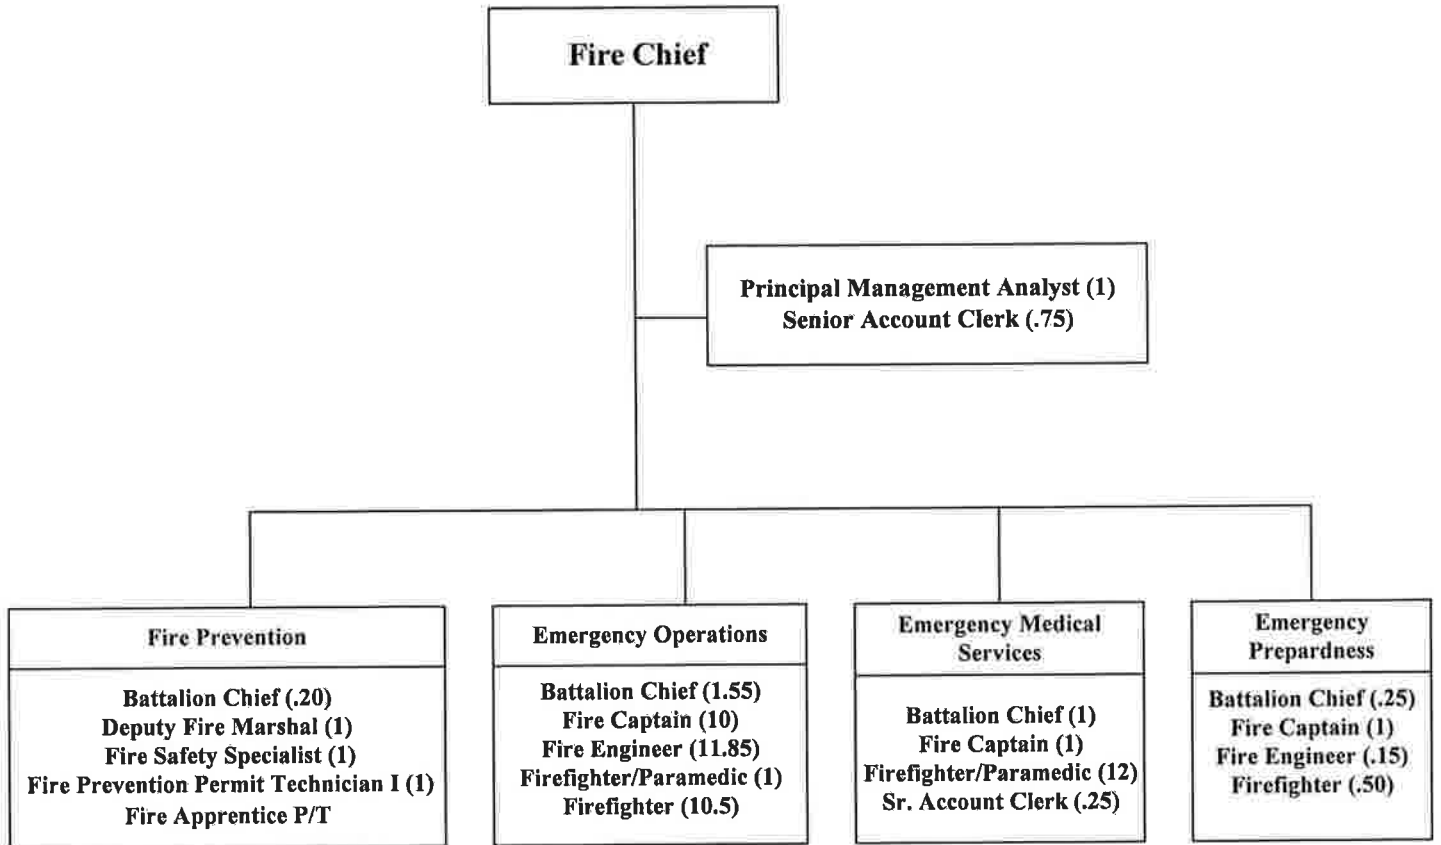 Fire Chief
Principal Management Analyst (1)
Senior Account Clerk (.75)
Fire Prevention
Battalion Chief (.20)
Deputy Fire Marshal (1)
Fire Safety Specialist (1)
Fire Prevention Permit Technician I (1)
Fire Apprentice P/T
Emergency Operations
Battalion Chief (1.55)
Fire Captain (10)
Fire Engineer (11.85)
Firefighter/Paramedic (1)
Firefighter (10.5)
Emergency Medical
Services
Battalion Chief (1)
Fire Captain (1)
Firefighter/Paramedic (12)
Sr. Account Clerk (.25)
Emergency
Prepardness
Battalion Chief (.25)
Fire Captain (1)
Fire Engineer (.15)
Firefighter (.50)